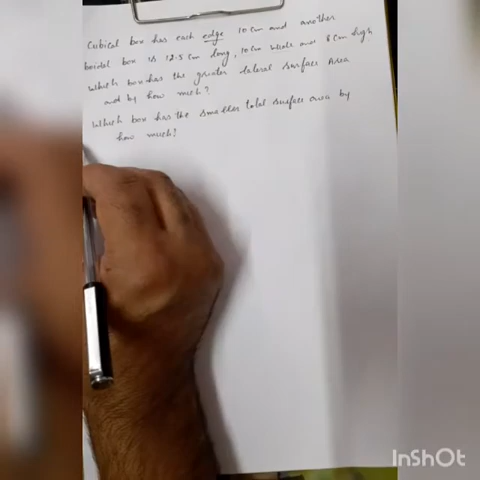 Cubical box has each edge 10 cm and another
boidal box is 12.5 cm long, 10 cm wide and 8 cm high
Which box has the greater lateral surface Area
and by how much?
Which box has the smaller total surface area by
how much?
InShOt